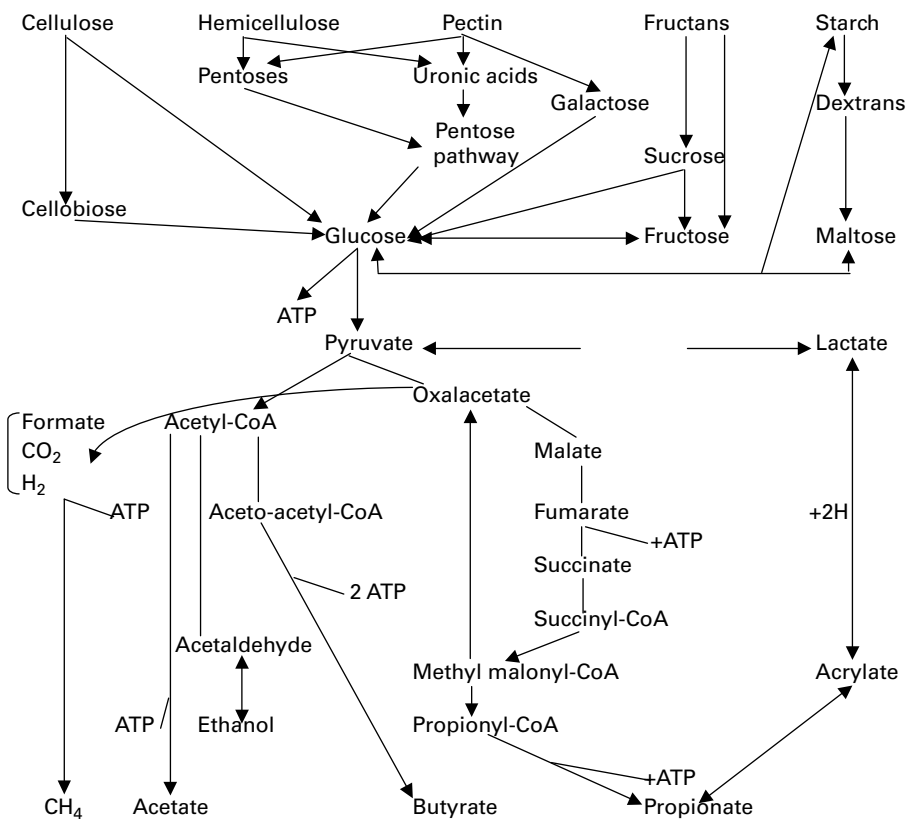 Cellulose
Hemicellulose
Pectin
Fructans
Starch
Pentoses
Uronic acids
Galactose
Dextrans
Pentose
pathway
Sucrose
Cellobiose
Glucose
Fructose
Maltose
ATP
Pyruvate
Lactate
Oxalacetate
Formate
Acetyl-CoA
CO₂
Malate
H₂
ATP
Aceto-acetyl-CoA
Fumarate
+2H
+ATP
Succinate
2 ATP
Succinyl-CoA
Acetaldehyde
Methyl malonyl-CoA
Acrylate
ATP
Ethanol
Propionyl-CoA
+ATP
CH₄
Acetate
Butyrate
Propionate